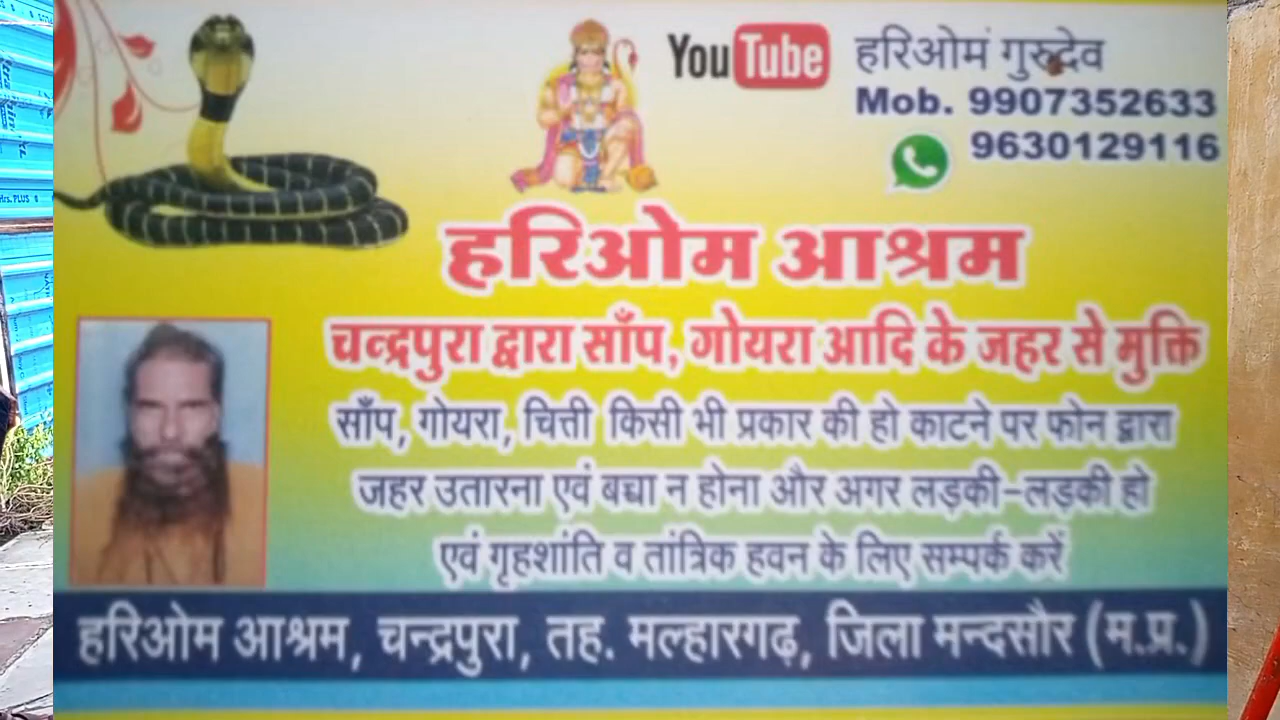 YouTube हरिओमं गुरुदेव
Mob. 9907352633
9630129116
हरिओम आश्रम
चन्द्रपुरा द्वारा साँप, गोयरा आदि के जहर से मुक्ति
साँप, गोयरा, चित्ती किसी भी प्रकार की हो काटने पर फोन द्वारा
जहर उतारना एवं बच्चा न होना और अगर लड़की-लड़की हो
एवं गृहशांति व तांत्रिक हवन के लिए सम्पर्क करें
हरिओम आश्रम, चन्द्रपुरा, तह. मल्हारगढ़, जिला मन्दसौर (म.प्र.)